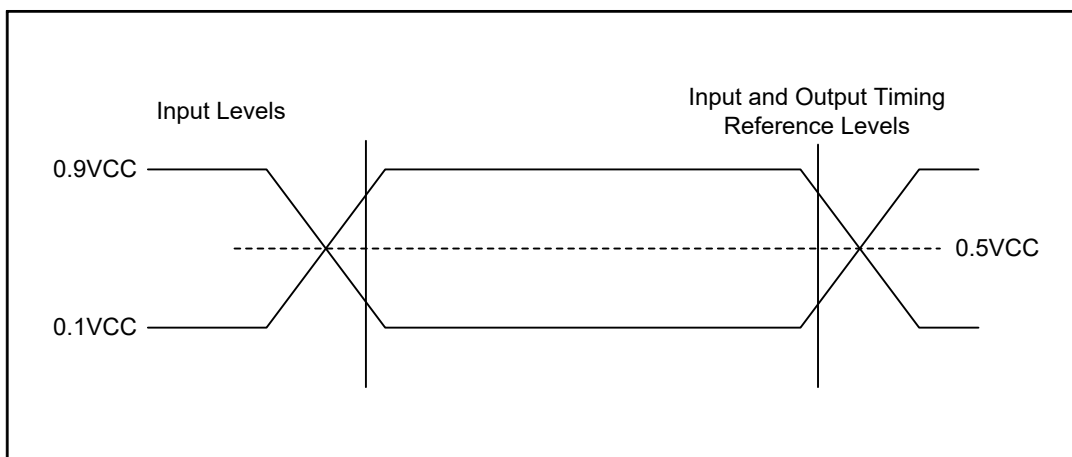 Input Levels
Input and Output Timing
Reference Levels
0.9VCC
0.5VCC
0.1VCC